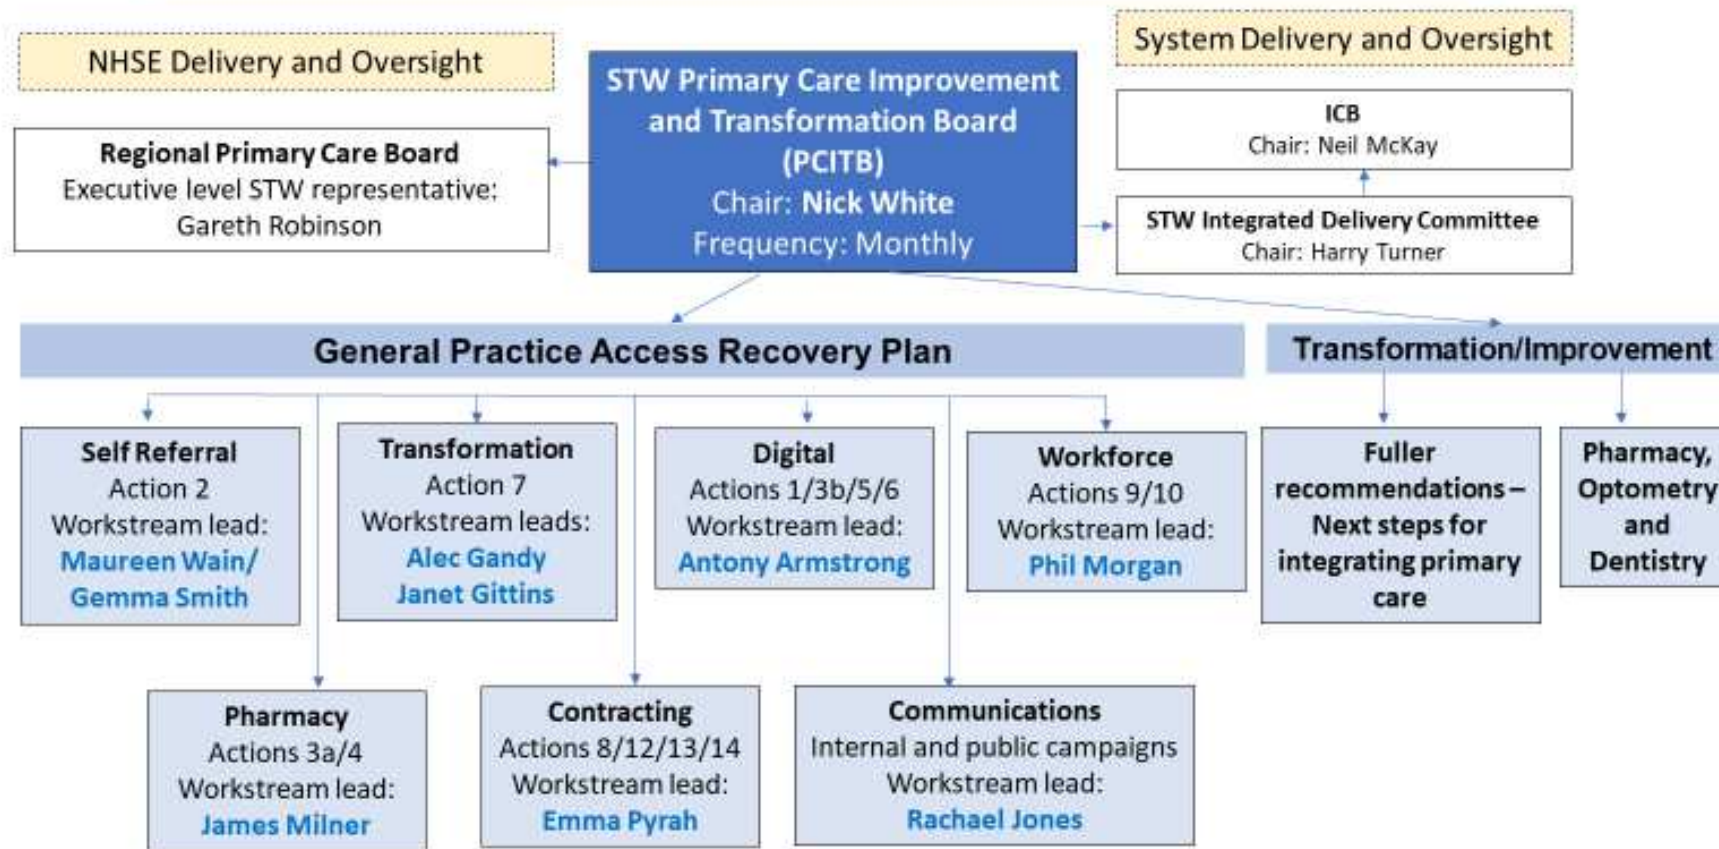 NHSE Delivery and Oversight
Regional Primary Care Board
Executive level STW representative:
Gareth Robinson
STW Primary Care Improvement
and Transformation Board
(PCITB)
Chair: Nick White
Frequency: Monthly
System Delivery and Oversight
ICB
Chair: Neil McKay
STW Integrated Delivery Committee
Chair: Harry Turner
General Practice Access Recovery Plan
Self Referral
Action 2
Workstream lead:
Maureen Wain/
Gemma Smith
Transformation
Action 7
Workstream leads:
Alec Gandy
Janet Gittins
Digital
Actions 1/3b/5/6
Workstream lead:
Antony Armstrong
Workforce
Actions 9/10
Workstream lead:
Phil Morgan
Pharmacy
Actions 3a/4
Workstream lead:
James Milner
Contracting
Actions 8/12/13/14
Workstream lead:
Emma Pyrah
Communications
Internal and public campaigns
Workstream lead:
Rachael Jones
Transformation/Improvement
Fuller
recommendations –
Next steps for
integrating primary
care
Pharmacy,
Optometry
and
Dentistry